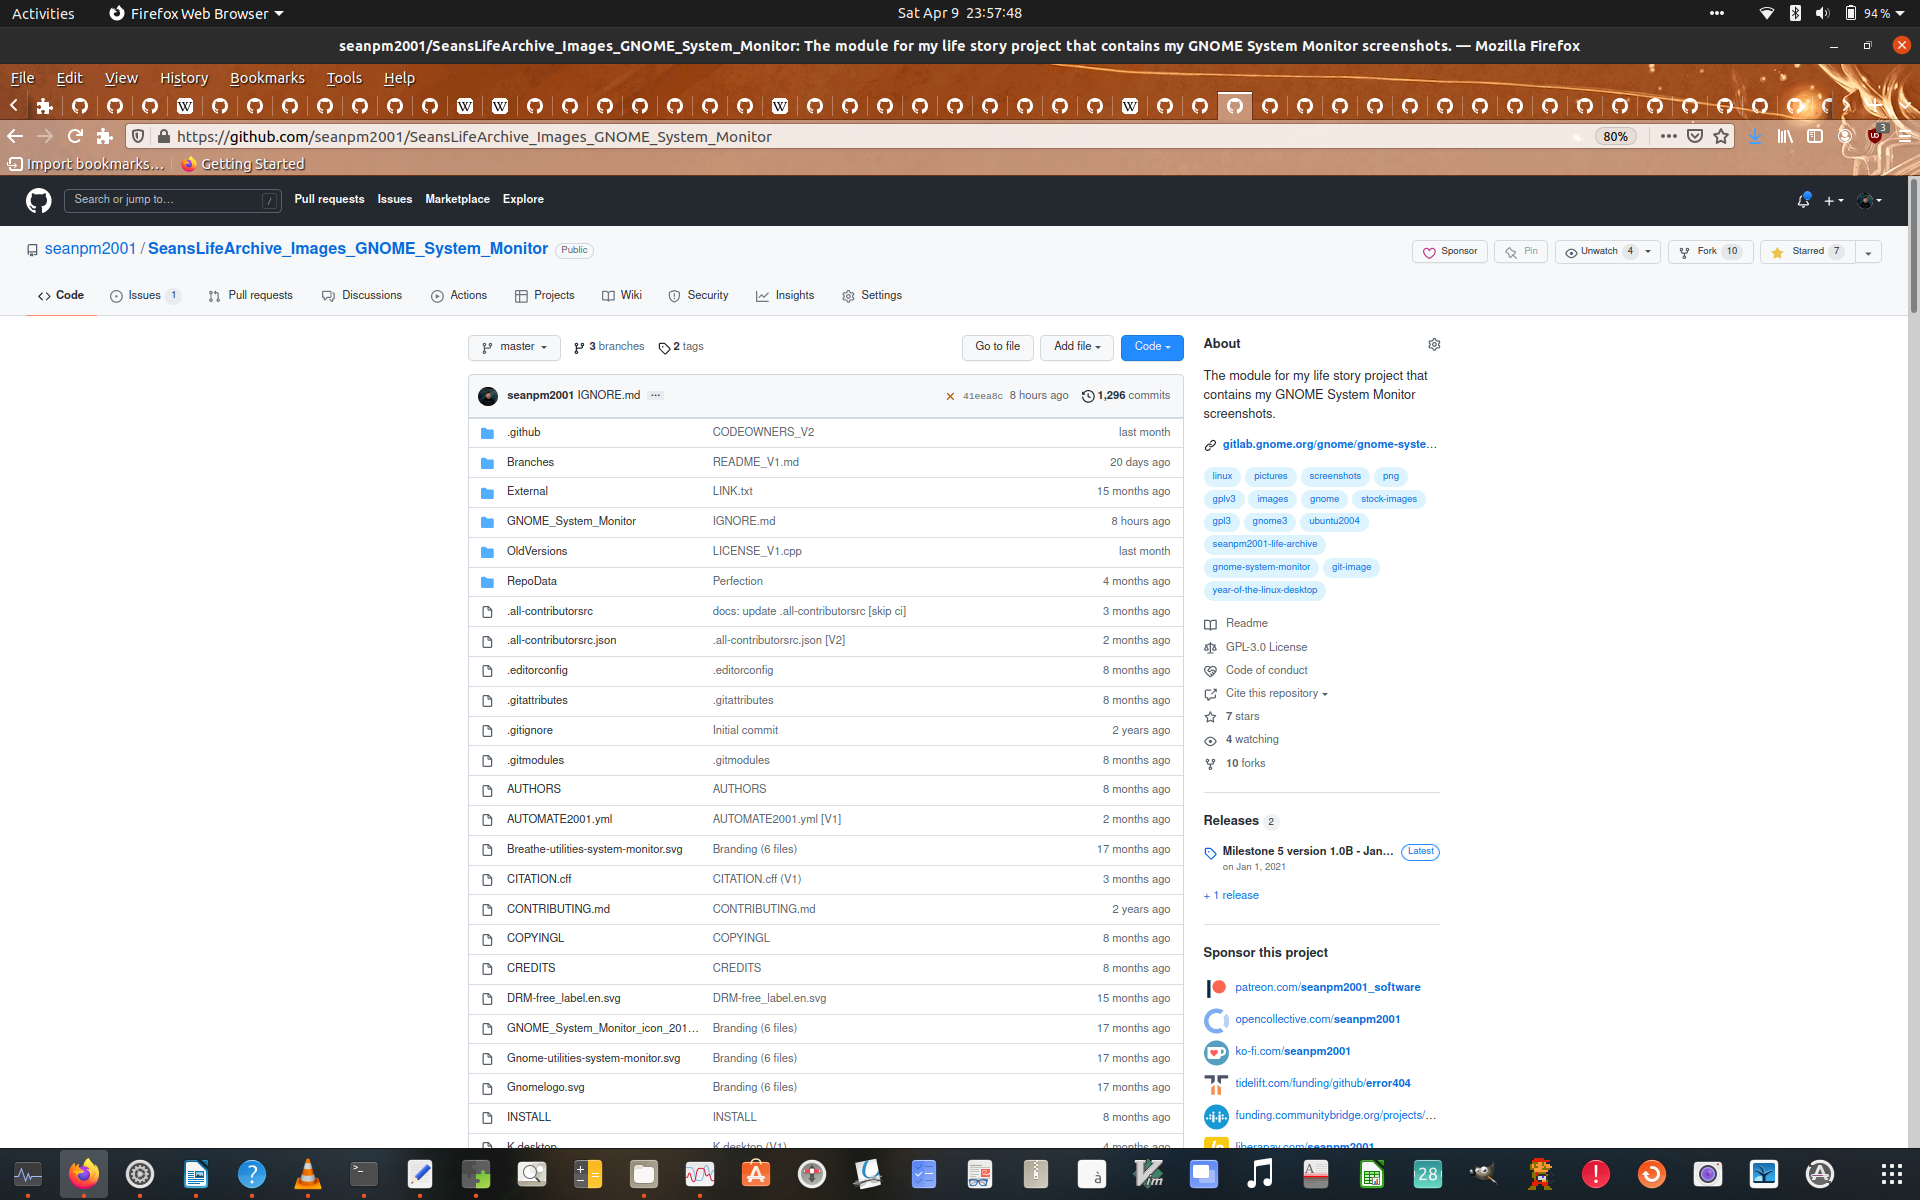 Activities Firefox Web Browser Sat Apr 9 23:57:48 94 %
seanpm2001/SeansLifeArchive_Images_GNOME_System_Monitor: The module for my life story project that contains my GNOME System Monitor screenshots. — Mozilla Firefox
File Edit View History Bookmarks Tools Help
https://github.com/seanpm2001/SeansLifeArchive_Images_GNOME_System_Monitor 80% 3
Import bookmarks... Getting Started
Search or jump to... / Pull requests Issues Marketplace Explore
seanpm2001 / SeansLifeArchive_Images_GNOME_System_Monitor Public Sponsor Pin Unwatch 4 Fork 10 Starred 7
Code Issues 1 Pull requests Discussions Actions Projects Wiki Security Insights Settings
master 3 branches 2 tags Go to file Add file Code
seanpm2001 IGNORE.md ... 41eea8c 8 hours ago 1,296 commits
.github CODEOWNERS_V2 last month
Branches README_V1.md 20 days ago
External LINK.txt 15 months ago
GNOME_System_Monitor IGNORE.md 8 hours ago
OldVersions LICENSE_V1.cpp last month
RepoData Perfection 4 months ago
.all-contributorsrc docs: update .all-contributorsrc [skip ci] 3 months ago
.all-contributorsrc.json .all-contributorsrc.json [V2] 2 months ago
.editorconfig .editorconfig 8 months ago
.gitattributes .gitattributes 8 months ago
.gitignore Initial commit 2 years ago
.gitmodules .gitmodules 8 months ago
AUTHORS AUTHORS 8 months ago
AUTOMATE2001.yml AUTOMATE2001.yml [V1] 2 months ago
Breathe-utilities-system-monitor.svg Branding (6 files) 17 months ago
CITATION.cff CITATION.cff (V1) 3 months ago
CONTRIBUTING.md CONTRIBUTING.md 2 years ago
COPYINGL COPYINGL 8 months ago
CREDITS CREDITS 8 months ago
DRM-free_label.en.svg DRM-free_label.en.svg 15 months ago
GNOME_System_Monitor_icon_201... Branding (6 files) 17 months ago
Gnome-utilities-system-monitor.svg Branding (6 files) 17 months ago
Gnomelogo.svg Branding (6 files) 17 months ago
INSTALL INSTALL 8 months ago
K.desktop K.desktop (V1) 4 months ago
About
The module for my life story project that
contains my GNOME System Monitor
screenshots.
gitlab.gnome.org/gnome/gnome-syste...
linux pictures screenshots png
gplv3 images gnome stock-images
gpl3 gnome3 ubuntu2004
seanpm2001-life-archive
gnome-system-monitor git-image
year-of-the-linux-desktop
Readme
GPL-3.0 License
Code of conduct
Cite this repository
7 stars
4 watching
10 forks
Releases 2
Milestone 5 version 1.0B - Jan... Latest
on Jan 1, 2021
+ 1 release
Sponsor this project
patreon.com/seanpm2001_software
opencollective.com/seanpm2001
ko-fi.com/seanpm2001
tidelift.com/funding/github/error404
funding.communitybridge.org/projects/...
liberapay.com/seanpm2001
28